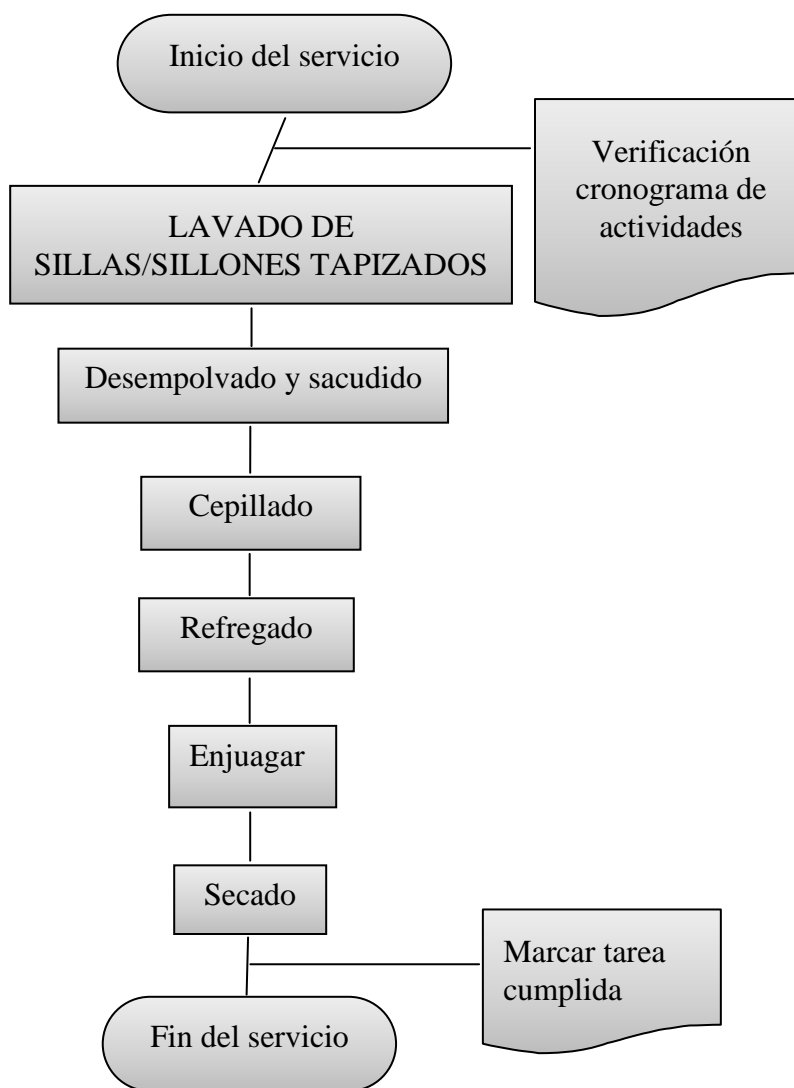 Inicio del servicio
Verificación
cronograma de
actividades
LAVADO DE
SILLAS/SILLONES TAPIZADOS
Desempolvado y sacudido
Cepillado
Refregado
Enjuagar
Secado
Marcar tarea
cumplida
Fin del servicio